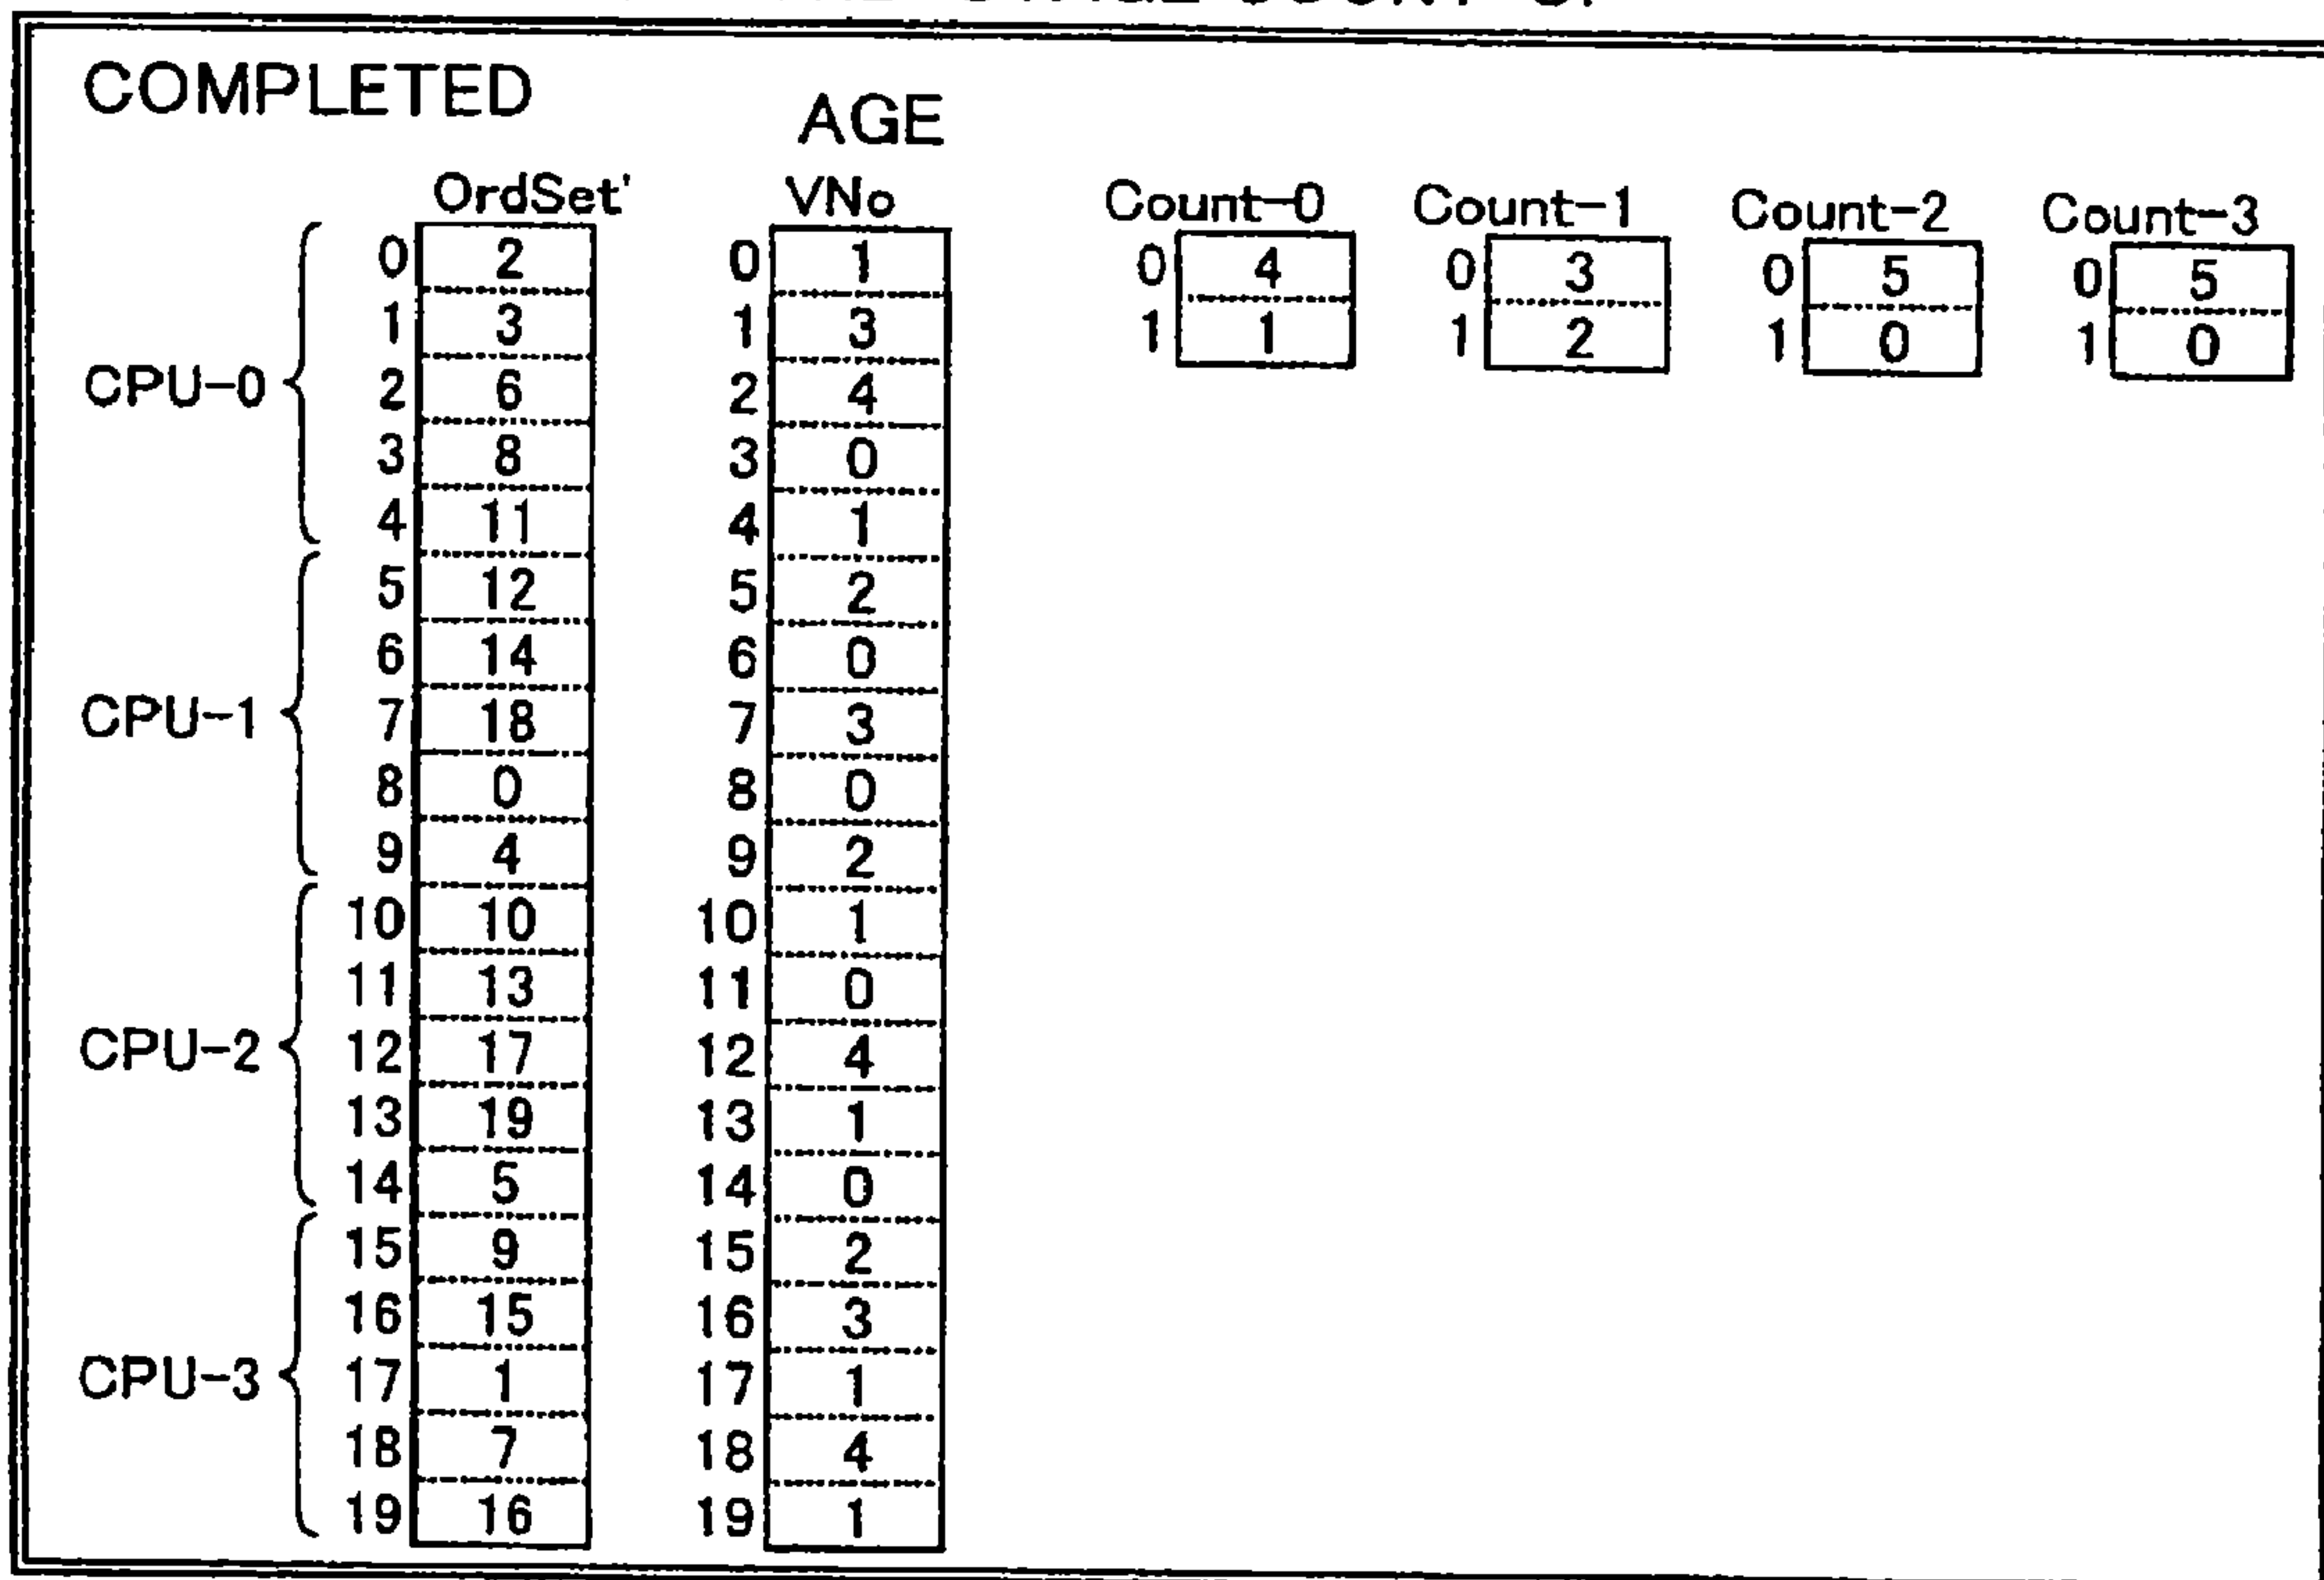 COMPLETED
AGE
OrdSet' VNo Count-0 Count-1 Count-2 Count-3
0 2 0 1 0 4 0 3 0 5 0 5
1 3 1 3 1 1 1 2 1 0 1 0
CPU-0 2 6 2 4
3 8 3 0
4 11 4 1
5 12 5 2
6 14 6 0
CPU-1 7 18 7 3
8 0 8 0
9 4 9 2
10 10 10 1
11 13 11 0
CPU-2 12 17 12 4
13 19 13 1
14 5 14 0
15 9 15 2
16 15 16 3
CPU-3 17 1 17 1
18 7 18 4
19 16 19 1